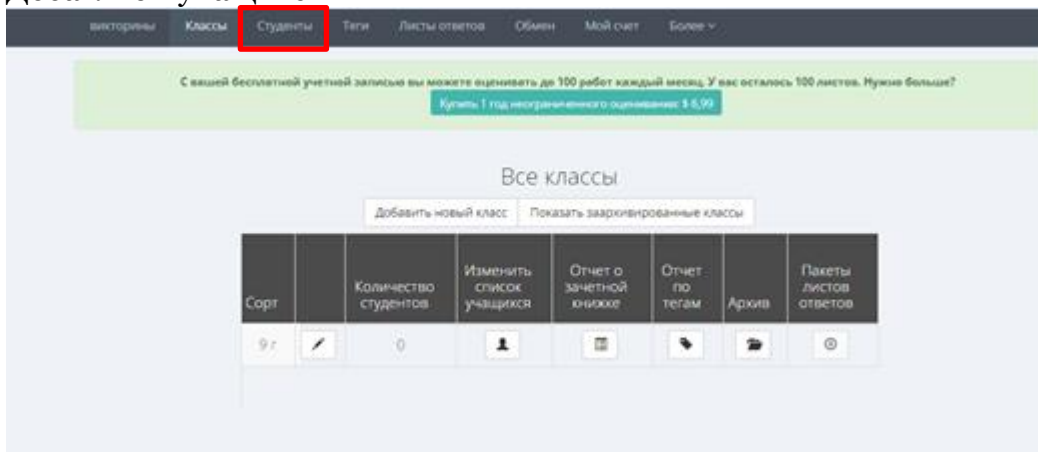 викторины Классы Студенты Теги Листы ответов Обмен Мой счет Более
С вашей бесплатной учетной записью вы можете оценивать до 100 работ каждый месяц. У вас осталось 100 листов. Нужно больше?
Купить 1 год неограниченного оценивания: $ 6,99
Все классы
Добавить новый класс Показать заархивированные классы
Сорт Количество студентов Изменить список учащихся Отчет о зачетной книжке Отчет по тегам Архив Пакеты листов ответов
9 г 0